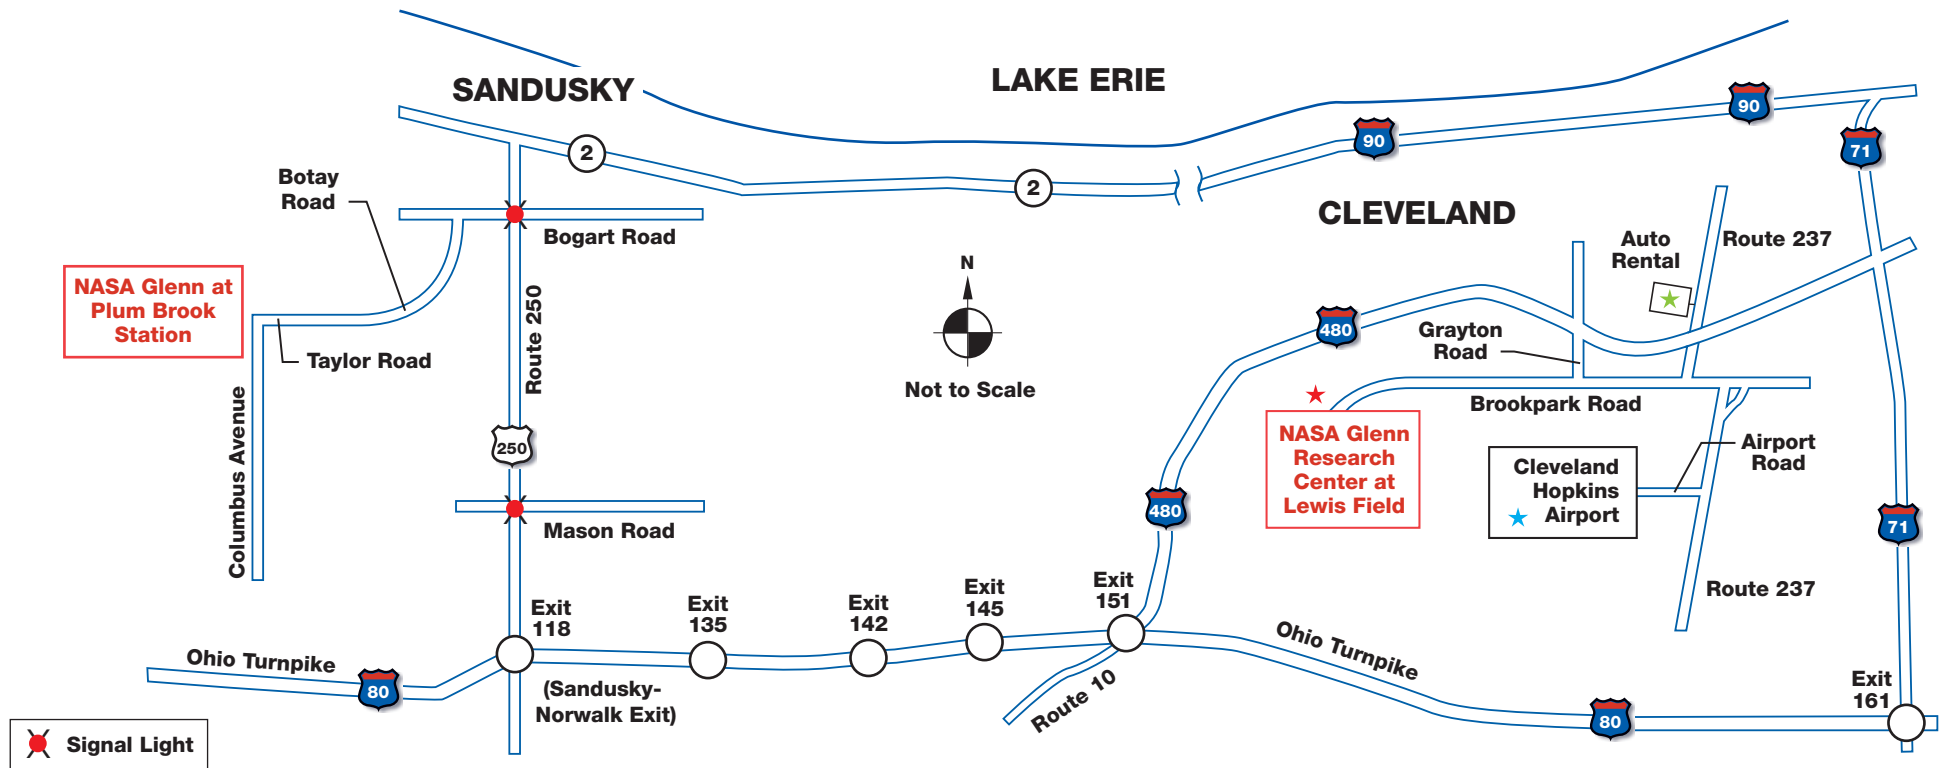 LAKE ERIE
SANDUSKY
90
90
2
71
2
Botay
Road
CLEVELAND
Bogart Road
Auto
Rental
Route 237
N
NASA Glenn at
Plum Brook
Station
Route 250
480
Grayton
Road
Taylor Road
Not to Scale
Brookpark Road
Columbus Avenue
250
NASA Glenn
Research
Center at
Lewis Field
Airport
Road
Cleveland
Hopkins
Airport
480
71
Mason Road
Exit
118
Exit
135
Exit
142
Exit
145
Exit
151
Route 237
Ohio Turnpike
Ohio Turnpike
80
(Sandusky-
Norwalk Exit)
Route 10
Exit
161
80
Signal Light